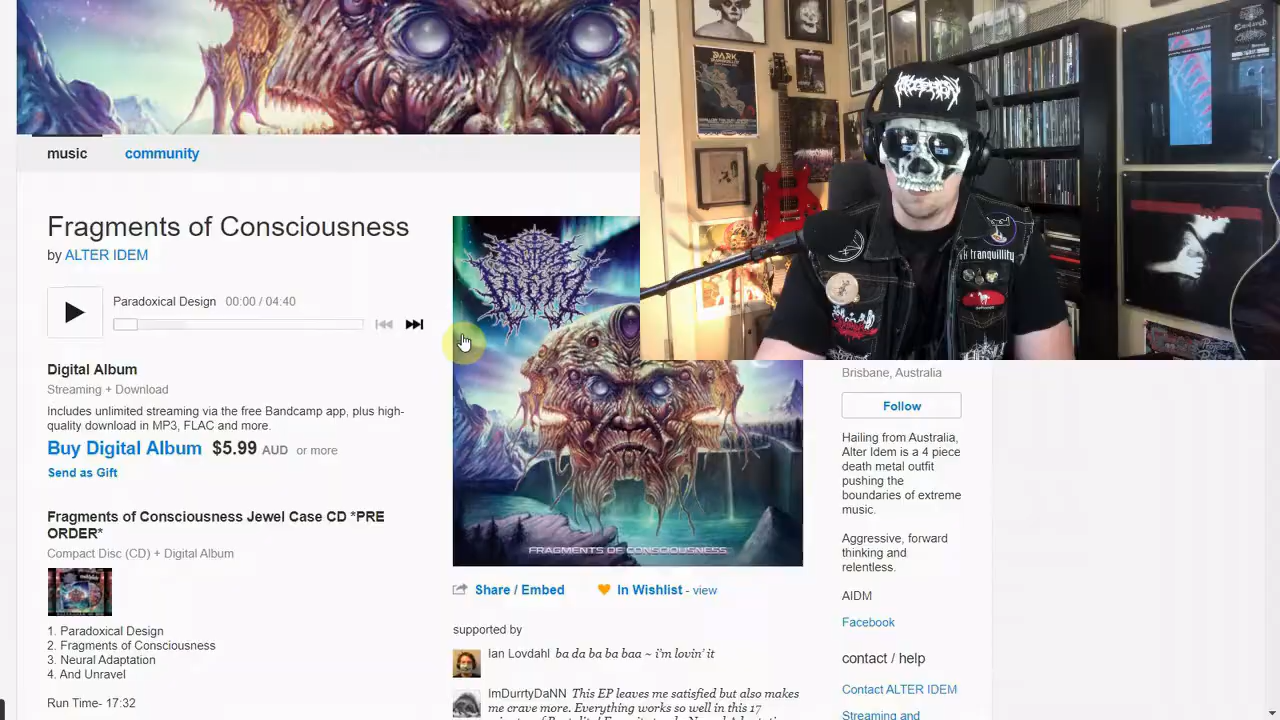 music
community
Fragments of Consciousness
by ALTER IDEM
Paradoxical Design 00:00 / 04:40
Digital Album
Streaming + Download
Includes unlimited streaming via the free Bandcamp app, plus high-
quality download in MP3, FLAC and more.
Buy Digital Album $5.99 AUD or more
Send as Gift
Fragments of Consciousness Jewel Case CD *PRE
ORDER*
Compact Disc (CD) + Digital Album
1. Paradoxical Design
2. Fragments of Consciousness
3. Neural Adaptation
4. And Unravel
Run Time- 17:32
FRAGMENTS OF CONSCIOUSNESS
Share / Embed
In Wishlist - view
supported by
Ian Lovdahl ba da ba ba baa ~ i'm lovin' it
ImDurrtyDaNN This EP leaves me satisfied but also makes
me crave more. Everything works so well in this 17
DARK
tranquillity
Brisbane, Australia
Follow
Hailing from Australia,
Alter Idem is a 4 piece
death metal outfit
pushing the
boundaries of extreme
music.
Aggressive, forward
thinking and
relentless.
AIDM
Facebook
contact / help
Contact ALTER IDEM
Streaming and